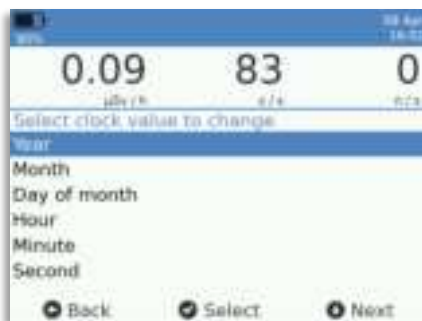 0.09 83 0
µSv/h c/s n/s
Select clock value to change
Year
Month
Day of month
Hour
Minute
Second
Back Select Next